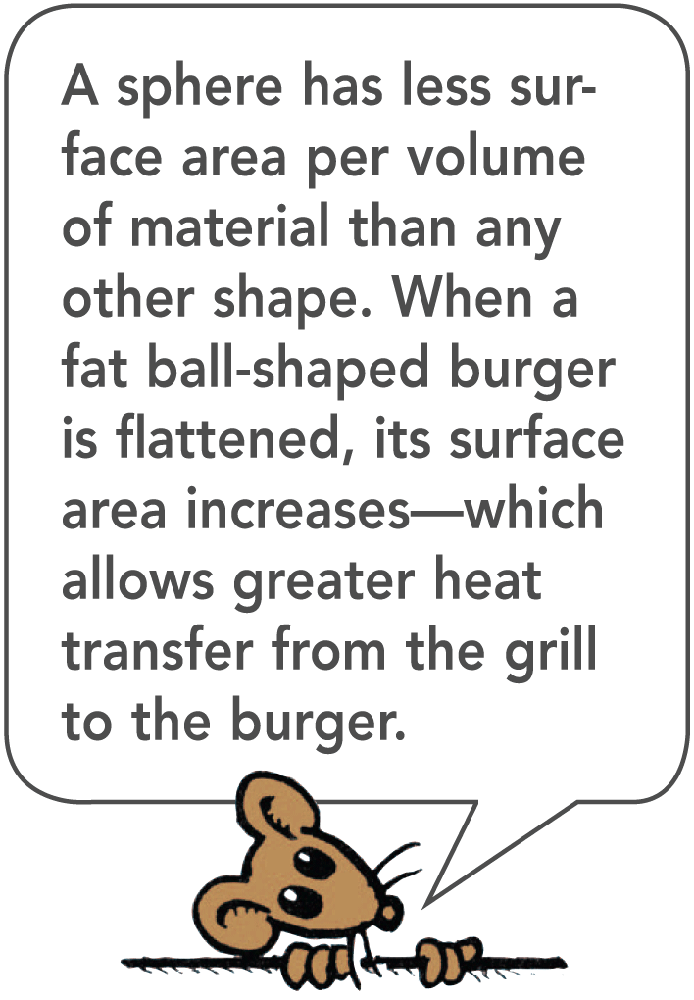 A sphere has less sur-
face area per volume
of material than any
other shape. When a
fat ball-shaped burger
is flattened, its surface
area increases—which
allows greater heat
transfer from the grill
to the burger.